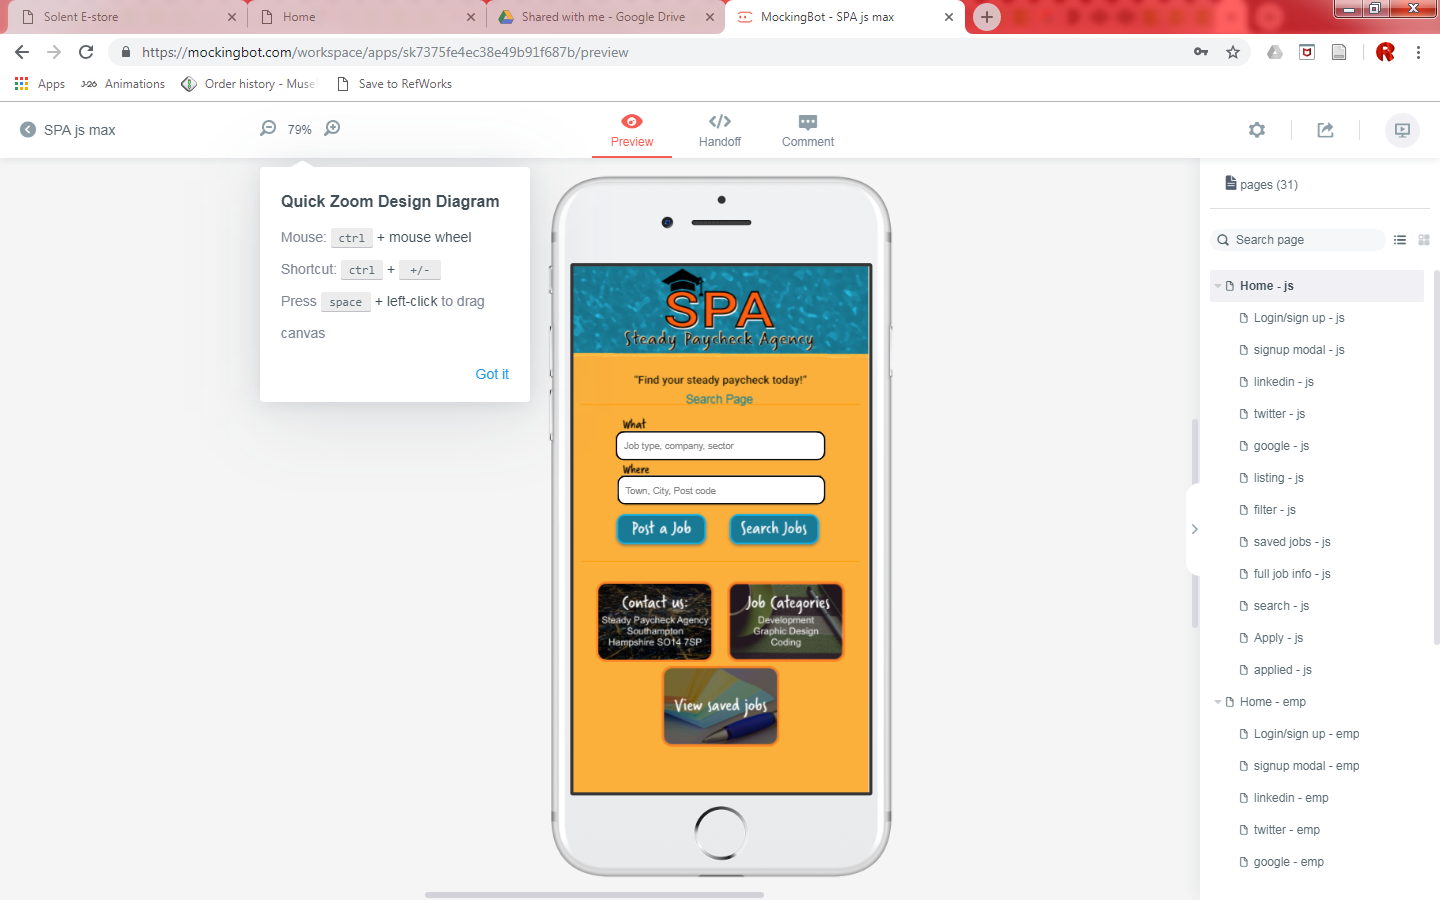 Solent E-store
Home
Shared with me - Google Drive
MockingBot - SPA js max
https://mockingbot.com/workspace/apps/sk7375fe4ec38e49b91f687b/preview
Apps
Animations
Order history - Muse
Save to RefWorks
SPA js max
79%
Preview
Handoff
Comment
Quick Zoom Design Diagram
Mouse: ctrl + mouse wheel
Shortcut: ctrl + +/-
Press space + left-click to drag
canvas
Got it
SPA
Steady Paycheck Agency
"Find your steady paycheck today!"
Search Page
What
Job type, company, sector
Where
Town, City, Post code
Post a Job
Search Jobs
Contact us:
Steady Paycheck Agency
Southampton
Hampshire SO14 7SP
Job Categories
Development
Graphic Design
Coding
View saved jobs
pages (31)
Search page
Home - js
Login/sign up - js
signup modal - js
linkedin - js
twitter - js
google - js
listing - js
filter - js
saved jobs - js
full job info - js
search - js
Apply - js
applied - js
Home - emp
Login/sign up - emp
signup modal - emp
linkedin - emp
twitter - emp
google - emp